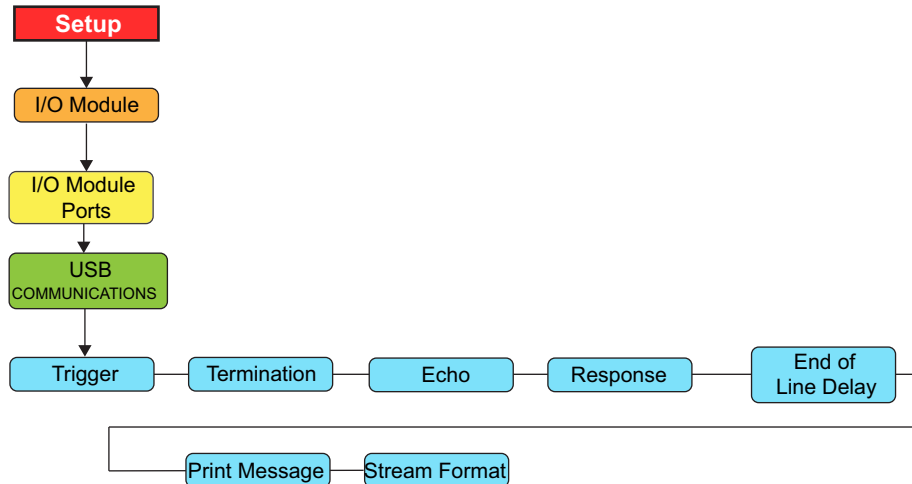 Setup
I/O Module
I/O Module
Ports
USB
COMMUNICATIONS
Trigger
Termination
Echo
Response
End of
Line Delay
Print Message
Stream Format